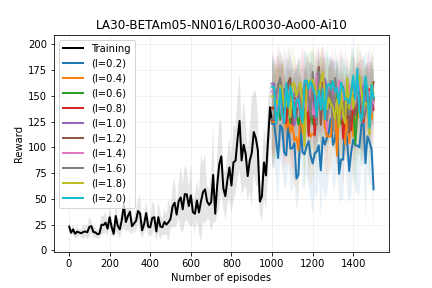 LA30-BETAm05-NN016/LR0030-Ao00-Ai10
200
175
150
125
100
75
50
25
0
Reward
Training
(l=0.2)
(l=0.4)
(l=0.6)
(l=0.8)
(l=1.0)
(l=1.2)
(l=1.4)
(l=1.6)
(l=1.8)
(l=2.0)
0 200 400 600 800 1000 1200 1400
Number of episodes